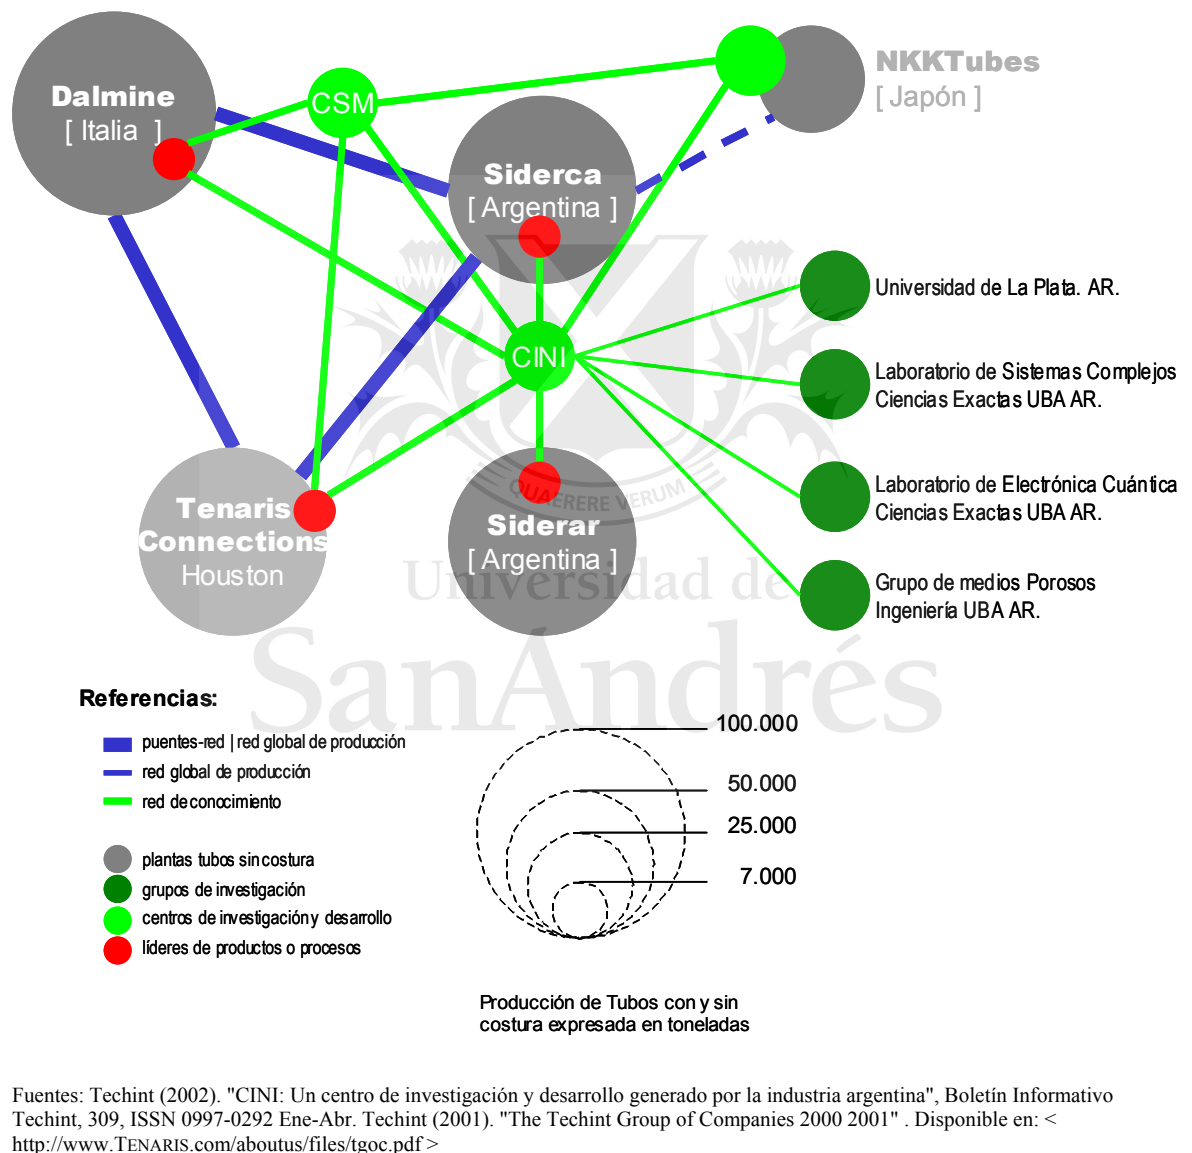 Dalmine
[ Italia ]
CSM
NKKTubes
[ Japón ]
Siderca
[ Argentina ]
Universidad de La Plata. AR.
CINI
Laboratorio de Sistemas Complejos
Ciencias Exactas UBA AR.
Laboratorio de Electrónica Cuántica
Ciencias Exactas UBA AR.
QUAERERE VERUM
Tenaris
Connections
Houston
Siderar
[ Argentina ]
Grupo de medios Porosos
Ingeniería UBA AR.
Universidad de
SanAndrés
Referencias:
puentes-red | red global de producción
red global de producción
red de conocimiento
plantas tubos sin costura
grupos de investigación
centros de investigación y desarrollo
líderes de productos o procesos
100.000
50.000
25.000
7.000
Producción de Tubos con y sin
costura expresada en toneladas
Fuentes: Techint (2002). "CINI: Un centro de investigación y desarrollo generado por la industria argentina", Boletín Informativo
Techint, 309, ISSN 0997-0292 Ene-Abr. Techint (2001). "The Techint Group of Companies 2000 2001" . Disponible en: <
http://www.TENARIS.com/aboutus/files/tgoc.pdf >